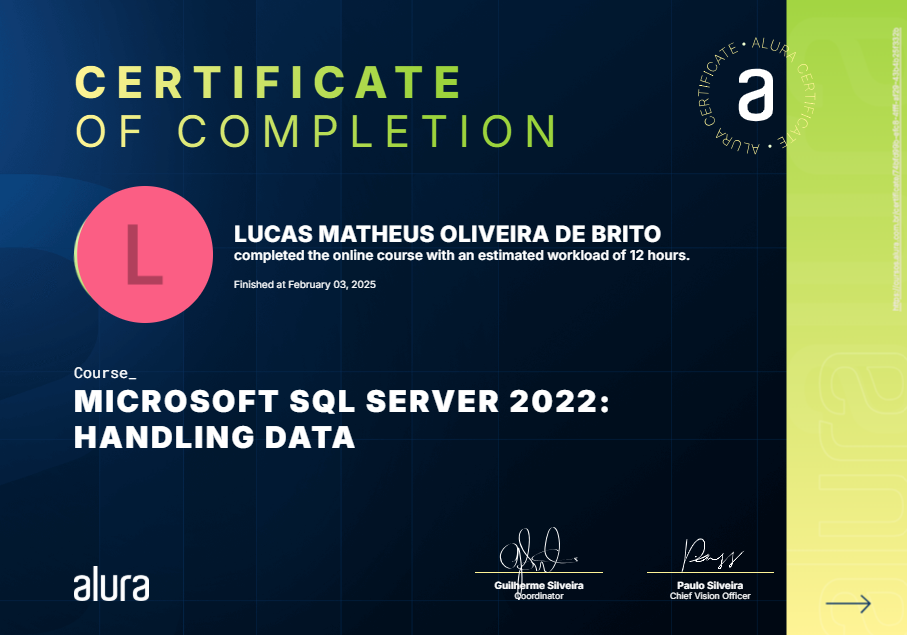 CERTIFICATE
OF COMPLETION
ALURA CERTIFICATE • ALURA CERTIFICATE •
a
L
LUCAS MATHEUS OLIVEIRA DE BRITO
completed the online course with an estimated workload of 12 hours.
Finished at February 03, 2025
Course_
MICROSOFT SQL SERVER 2022:
HANDLING DATA
alura
Guilherme Silveira
Coordinator
Paulo Silveira
Chief Vision Officer
alura